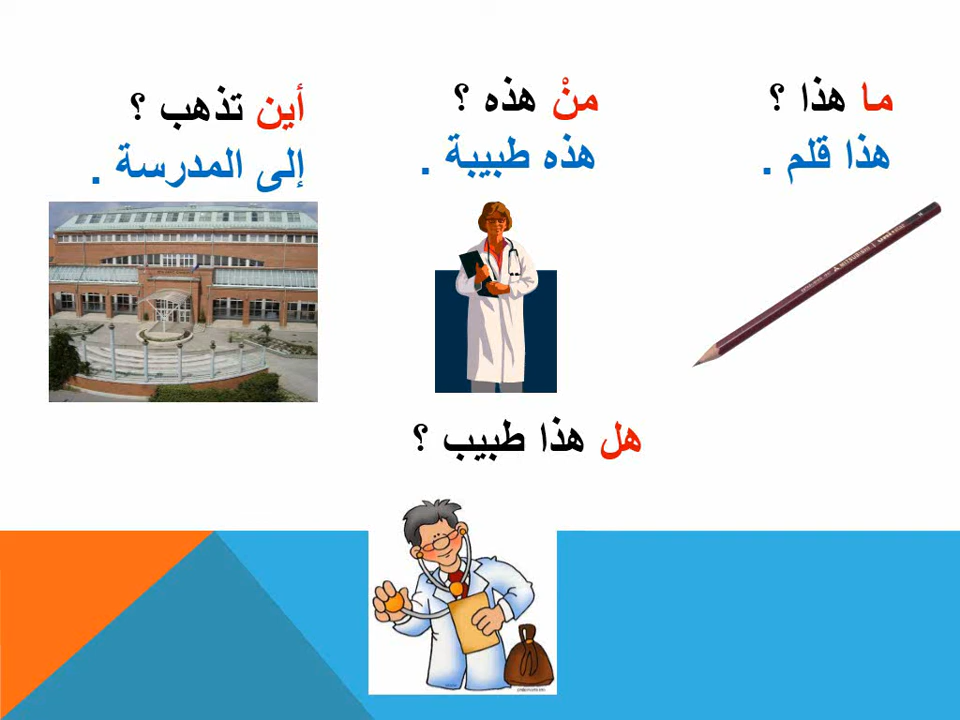 ما هذا ؟
هذا قلم .
منْ هذه ؟
هذه طبيبة .
أين تذهب ؟
إلى المدرسة .
هل هذا طبيب ؟